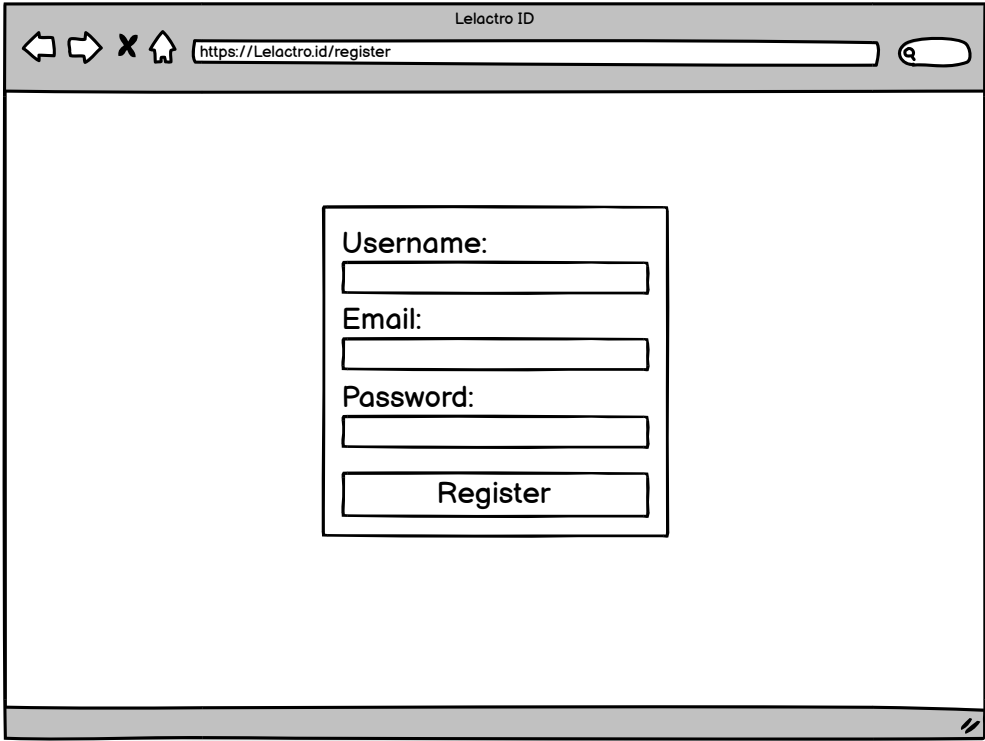 Lelactro ID
https://Lelactro.id/register
Username:
Email:
Password:
Register